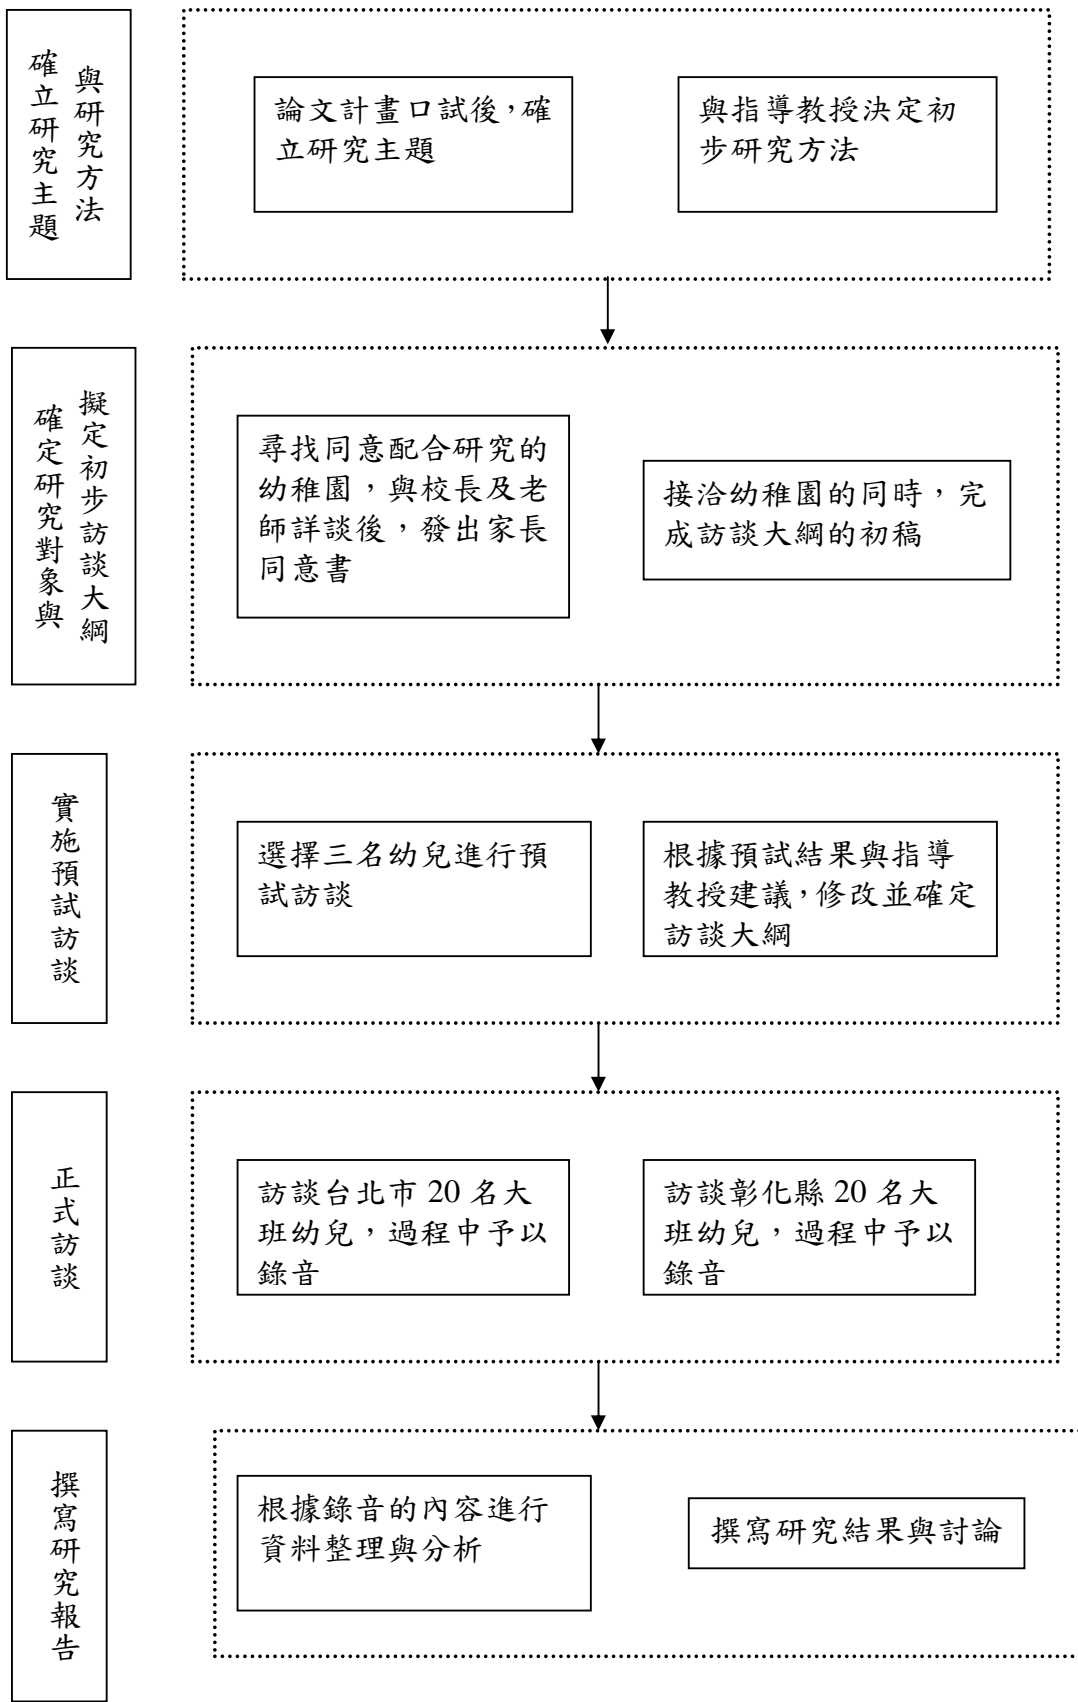 確立研究主題
與研究方法
論文計畫口試後，確
立研究主題
與指導教授決定初
步研究方法
確定研究對象與
擬定初步訪談大綱
尋找同意配合研究的
幼稚園，與校長及老
師詳談後，發出家長
同意書
接洽幼稚園的同時，完
成訪談大綱的初稿
實施預試訪談
選擇三名幼兒進行預
試訪談
根據預試結果與指導
教授建議，修改並確定
訪談大綱
正式訪談
訪談台北市 20 名大
班幼兒，過程中予以
錄音
訪談彰化縣 20 名大
班幼兒，過程中予以
錄音
撰寫研究報告
根據錄音的內容進行
資料整理與分析
撰寫研究結果與討論